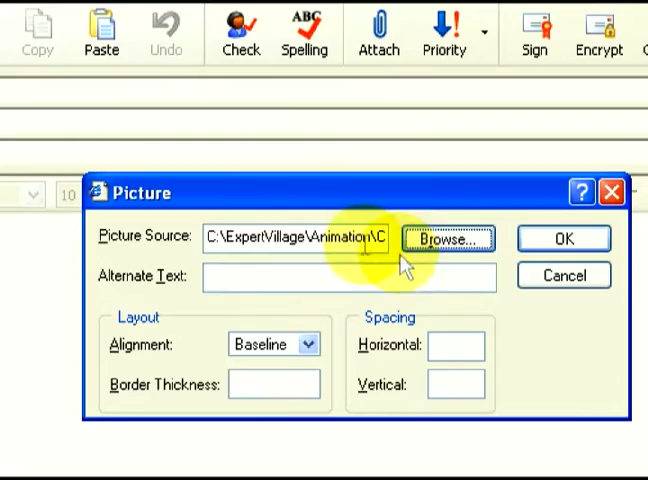 ABC
Copy Paste Undo Check Spelling Attach Priority Sign Encrypt
10
Picture
Picture Source: C:\ExpertVillage\Animation\C Browse... OK
Alternate Text: Cancel
Layout Spacing
Alignment: Baseline Horizontal:
Border Thickness: Vertical: